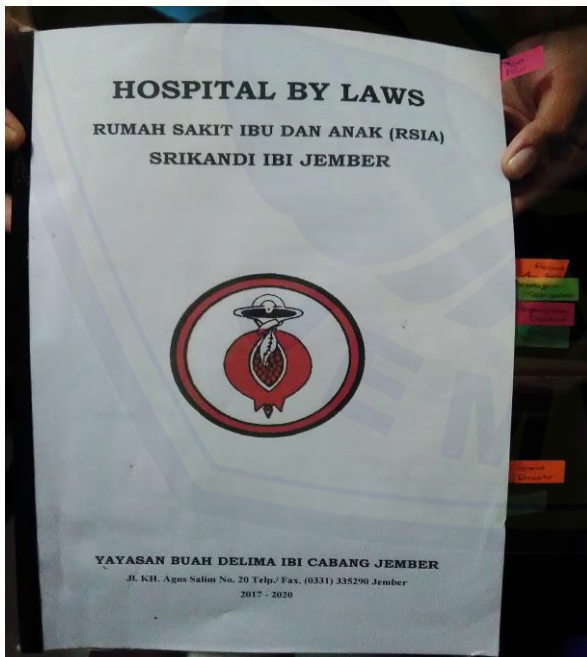 HOSPITAL BY LAWS
RUMAH SAKIT IBU DAN ANAK (RSIA)
SRIKANDI IBI JEMBER
YAYASAN BUAH DELIMA IBI CABANG JEMBER
Jl. KH. Agus Salim No. 20 Telp./ Fax. (0331) 335290 Jember
2017 - 2020